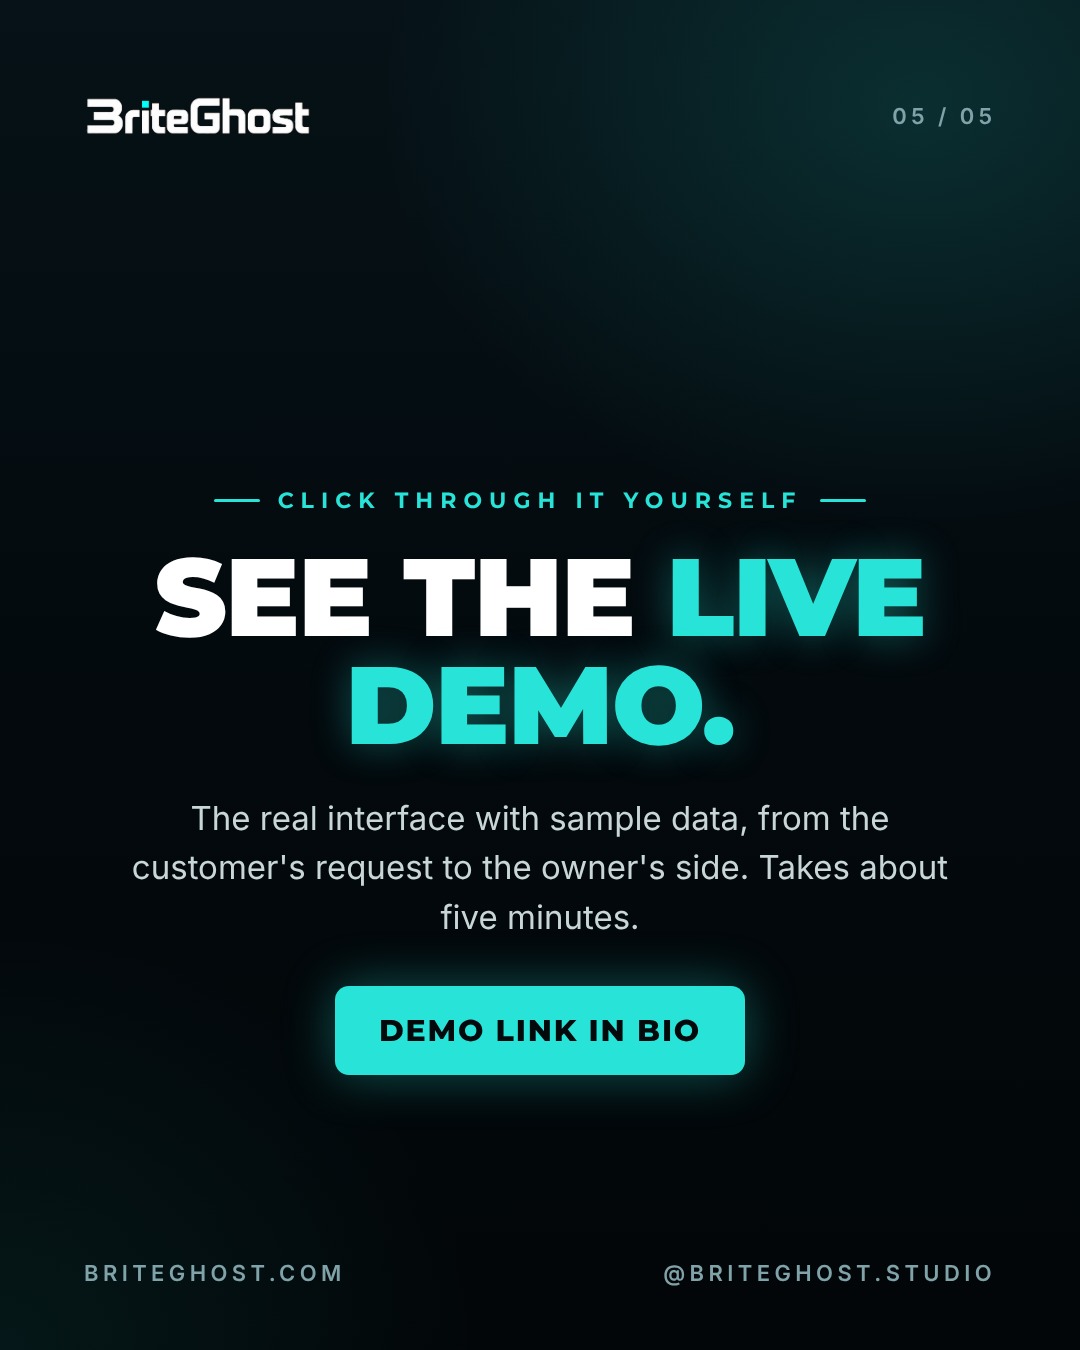 BriteGhost
05 / 05
CLICK THROUGH IT YOURSELF
SEE THE LIVE
DEMO.
The real interface with sample data, from the
customer's request to the owner's side. Takes about
five minutes.
DEMO LINK IN BIO
BRITEGHOST.COM
@BRITEGHOST.STUDIO